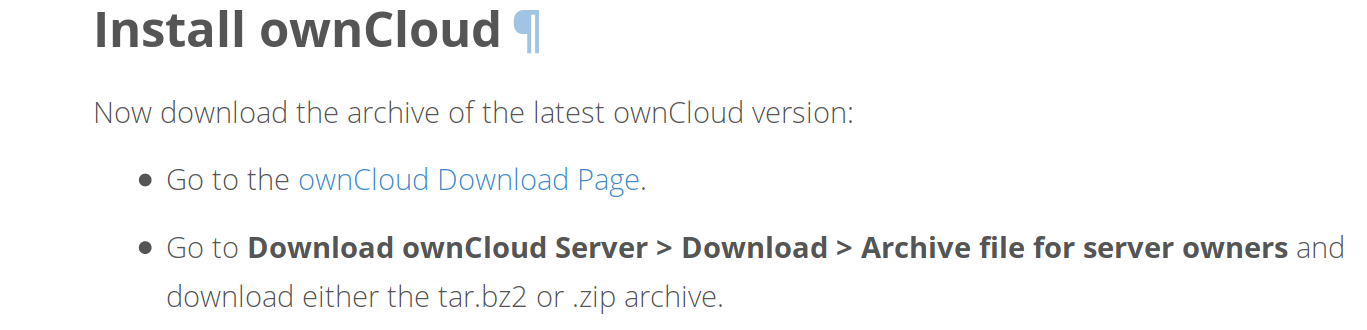 Install ownCloud ¶
Now download the archive of the latest ownCloud version:
● Go to the ownCloud Download Page.
● Go to Download ownCloud Server > Download > Archive file for server owners and
download either the tar.bz2 or .zip archive.